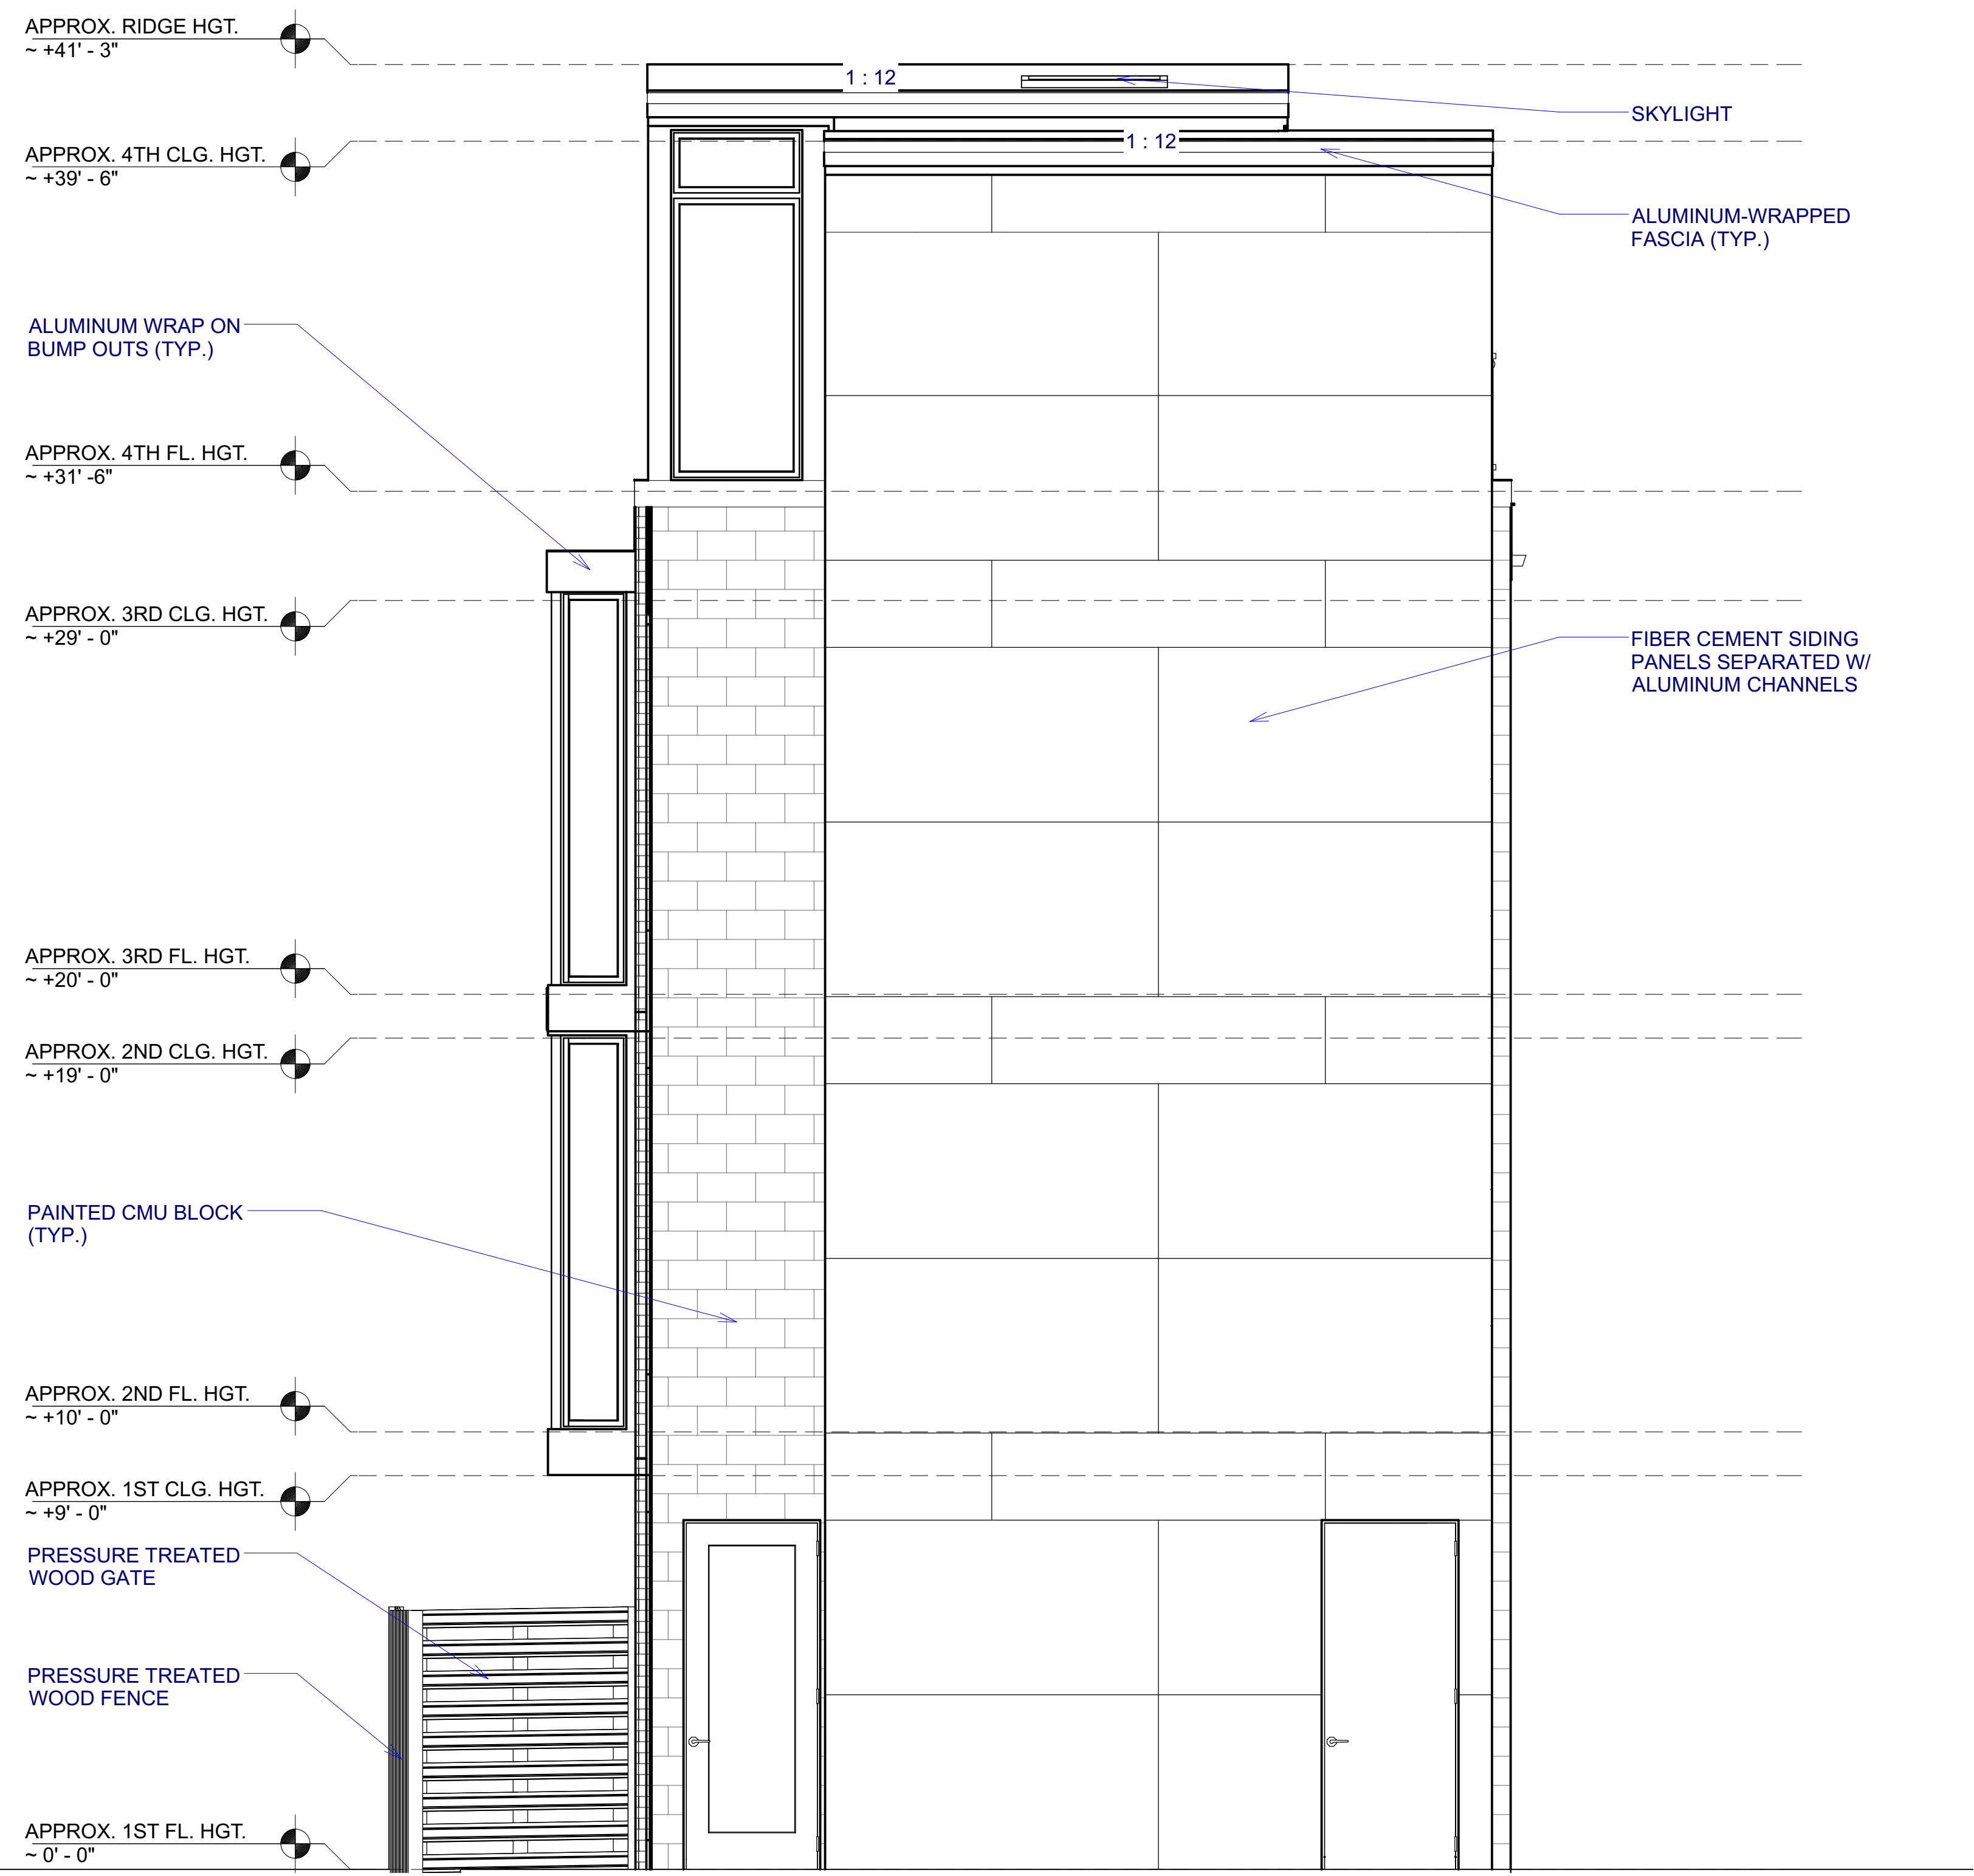 APPROX. RIDGE HGT.
~ +41' - 3"
1 : 12
SKYLIGHT
APPROX. 4TH CLG. HGT.
~ +39' - 6"
1 : 12
ALUMINUM-WRAPPED
FASCIA (TYP.)
ALUMINUM WRAP ON
BUMP OUTS (TYP.)
APPROX. 4TH FL. HGT.
~ +31' -6"
APPROX. 3RD CLG. HGT.
~ +29' - 0"
FIBER CEMENT SIDING
PANELS SEPARATED W/
ALUMINUM CHANNELS
APPROX. 3RD FL. HGT.
~ +20' - 0"
APPROX. 2ND CLG. HGT.
~ +19' - 0"
PAINTED CMU BLOCK
(TYP.)
APPROX. 2ND FL. HGT.
~ +10' - 0"
APPROX. 1ST CLG. HGT.
~ +9' - 0"
PRESSURE TREATED
WOOD GATE
PRESSURE TREATED
WOOD FENCE
APPROX. 1ST FL. HGT.
~ 0' - 0"